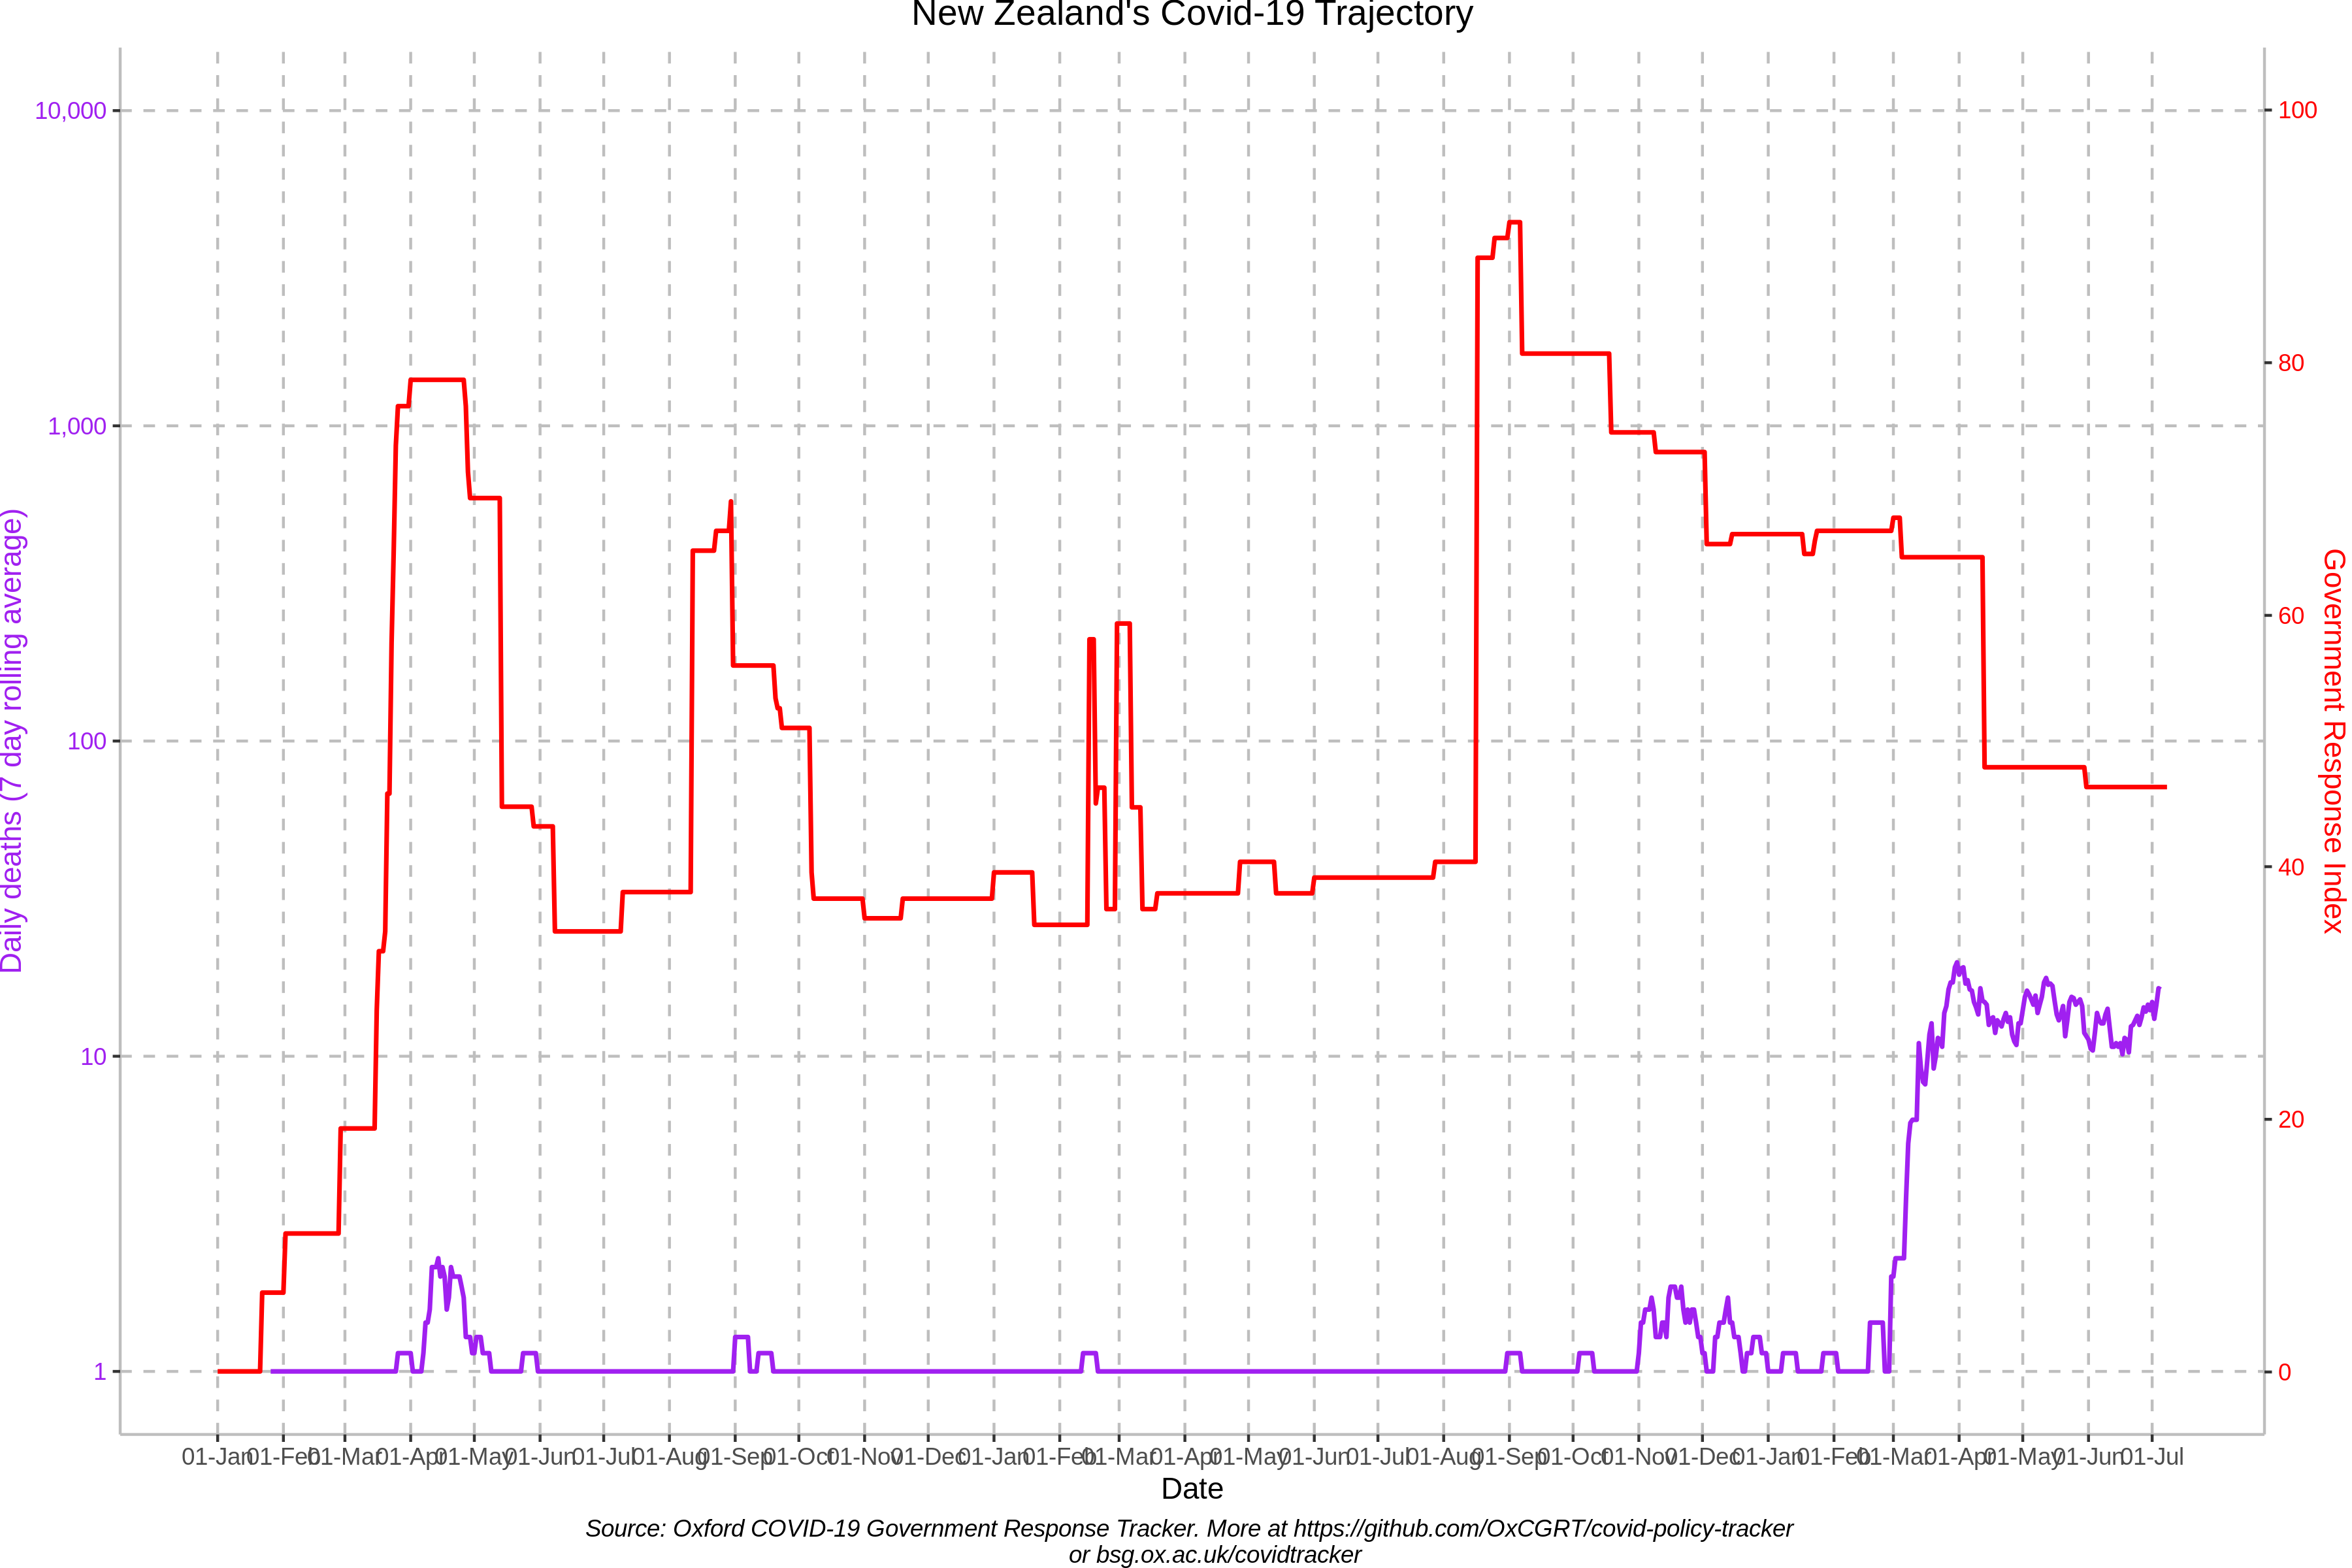 New Zealand's Covid-19 Trajectory
10,000
1,000
100
10
1
Daily deaths (7 day rolling average)
100
80
60
40
20
0
Government Response Index
01-Jan 01-Feb 01-Mar 01-Apr 01-May 01-Jun 01-Jul 01-Aug 01-Sep 01-Oct 01-Nov 01-Dec 01-Jan 01-Feb 01-Mar 01-Apr 01-May 01-Jun 01-Jul 01-Aug 01-Sep 01-Oct 01-Nov 01-Dec 01-Jan 01-Feb 01-Mar 01-Apr 01-May 01-Jun 01-Jul
Date
Source: Oxford COVID-19 Government Response Tracker. More at https://github.com/OxCGRT/covid-policy-tracker
or bsg.ox.ac.uk/covidtracker